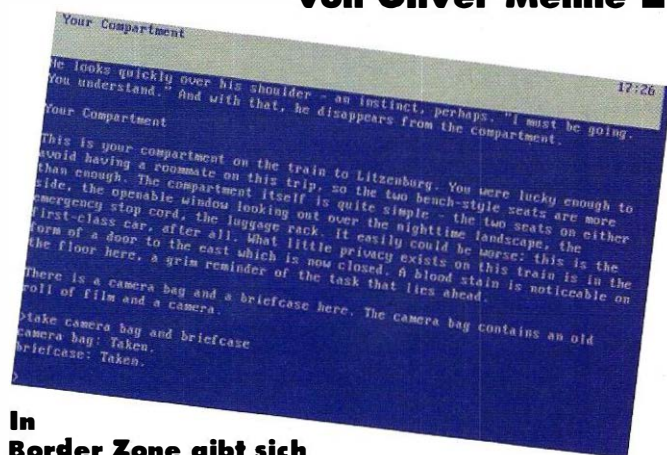 von Oliver Menne
Your Compartment 17:26
He looks quickly over his shoulder - an instinct, perhaps. "I must be going.
You understand." And with that, he disappears from the compartment.
Your Compartment
This is your compartment on the train to Litzenburg. You were lucky enough to
avoid having a roommate on this trip, so the two bench-style seats are more
than enough. The compartment itself is quite simple - the two seats on either
side, the openable window looking out over the nighttime landscape, the
emergency stop cord, the luggage rack. It easily could be worse: this is the
first-class car, after all. What little privacy exists on this train is in the
form of a door to the east which is now closed. A blood stain is noticeable on
the floor here, a grim reminder of the task that lies ahead.
There is a camera bag and a briefcase here. The camera bag contains an old
roll of film and a camera.
>take camera bag and briefcase
camera bag: Taken.
briefcase: Taken.
>
In
Border Zone gibt sich